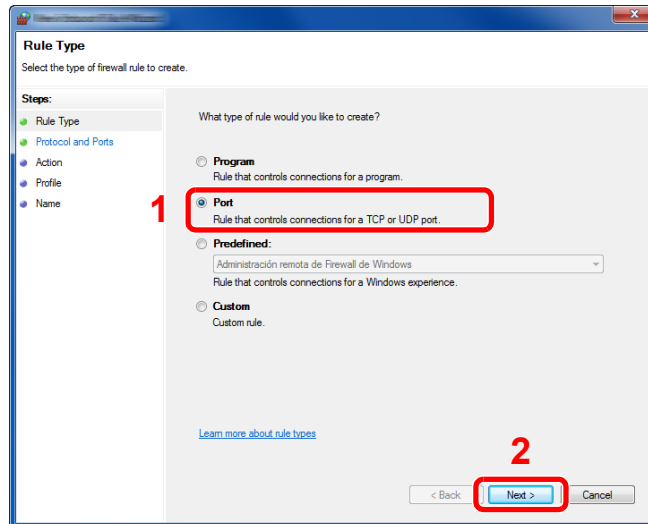 Rule Type
Select the type of firewall rule to create.
Steps:
Rule Type
Protocol and Ports
Action
Profile
Name
What type of rule would you like to create?
Program
Rule that controls connections for a program.
1
Port
Rule that controls connections for a TCP or UDP port.
Predefined:
Administración remota de Firewall de Windows
Rule that controls connections for a Windows experience.
Custom
Custom rule.
Learn more about rule types
2
< Back
Next >
Cancel